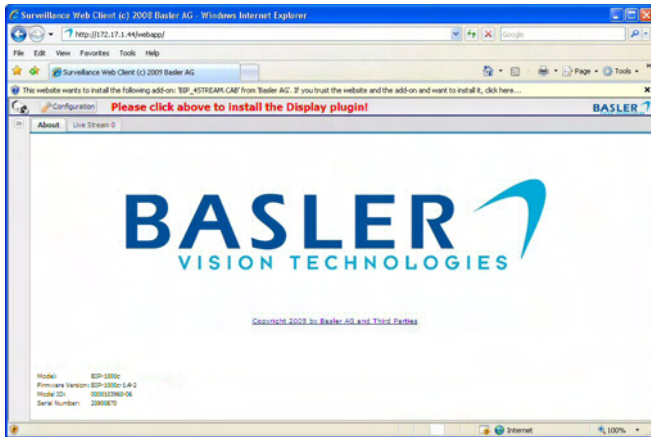 Surveillance Web Client (c) 2008 Basler AG - Windows Internet Explorer
http://172.17.1.44/webapp/
Google
File Edit View Favorites Tools Help
Surveillance Web Client (c) 2009 Basler AG
Page Tools
This website wants to install the following add-on: 'BIP_4STREAM.CAB' from 'Basler AG'. If you trust the website and the add-on and want to install it, click here...
Configuration Please click above to install the Display plugin! BASLER
About Live Stream 0
BASLER
VISION TECHNOLOGIES
Copyright 2009 by Basler AG and Third Parties
Model: BIP-1000c
Firmware Version: BIP-1000c-1.4-2
Model ID: 0000103960-06
Serial Number: 20900870
Internet 100%